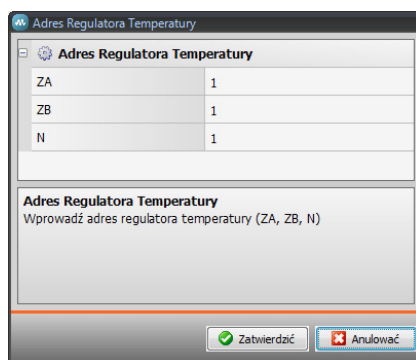 Adres Regulatora Temperatury
Adres Regulatora Temperatury
ZA 1
ZB 1
N 1
Adres Regulatora Temperatury
Wprowadź adres regulatora temperatury (ZA, ZB, N)
Zatwierdzić Anulować